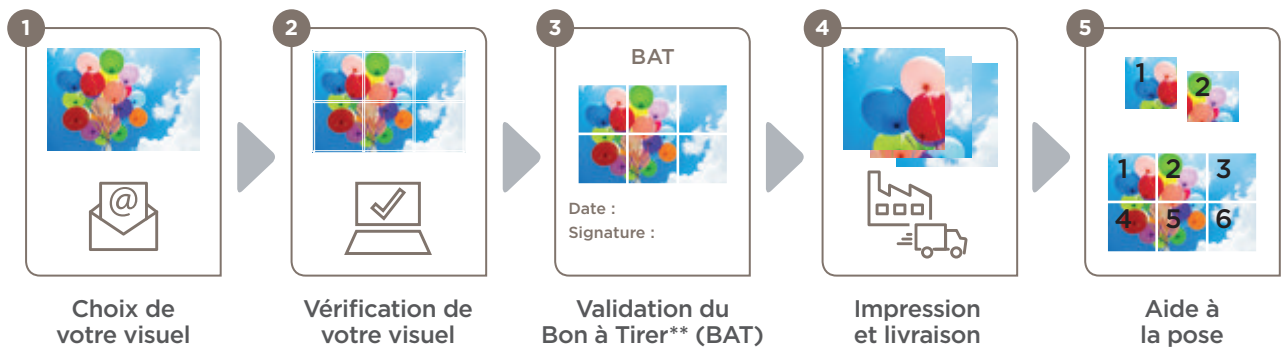 1
2
3
4
5
@
BAT
Date :
Signature :
1
2
1 2 3
4 5 6
Choix de
votre visuel
Vérification de
votre visuel
Validation du
Bon à Tirer** (BAT)
Impression
et livraison
Aide à
la pose